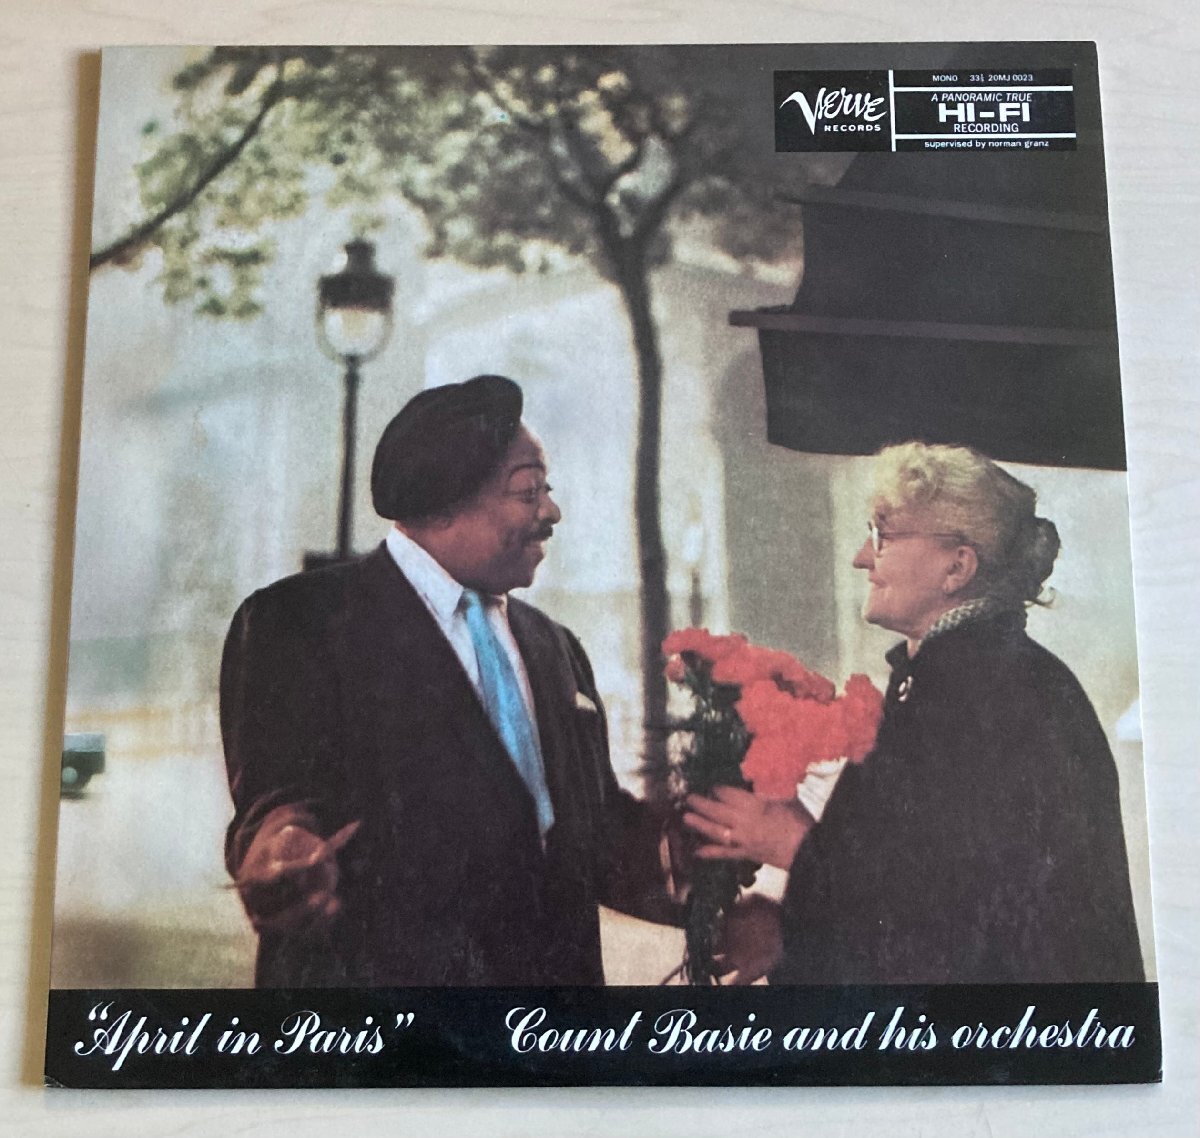 Verve
RECORDS
MONO 33⅓ 20MJ 0023
A PANORAMIC TRUE
HI-FI
RECORDING
supervised by norman granz
"April in Paris" Count Basie and his orchestra